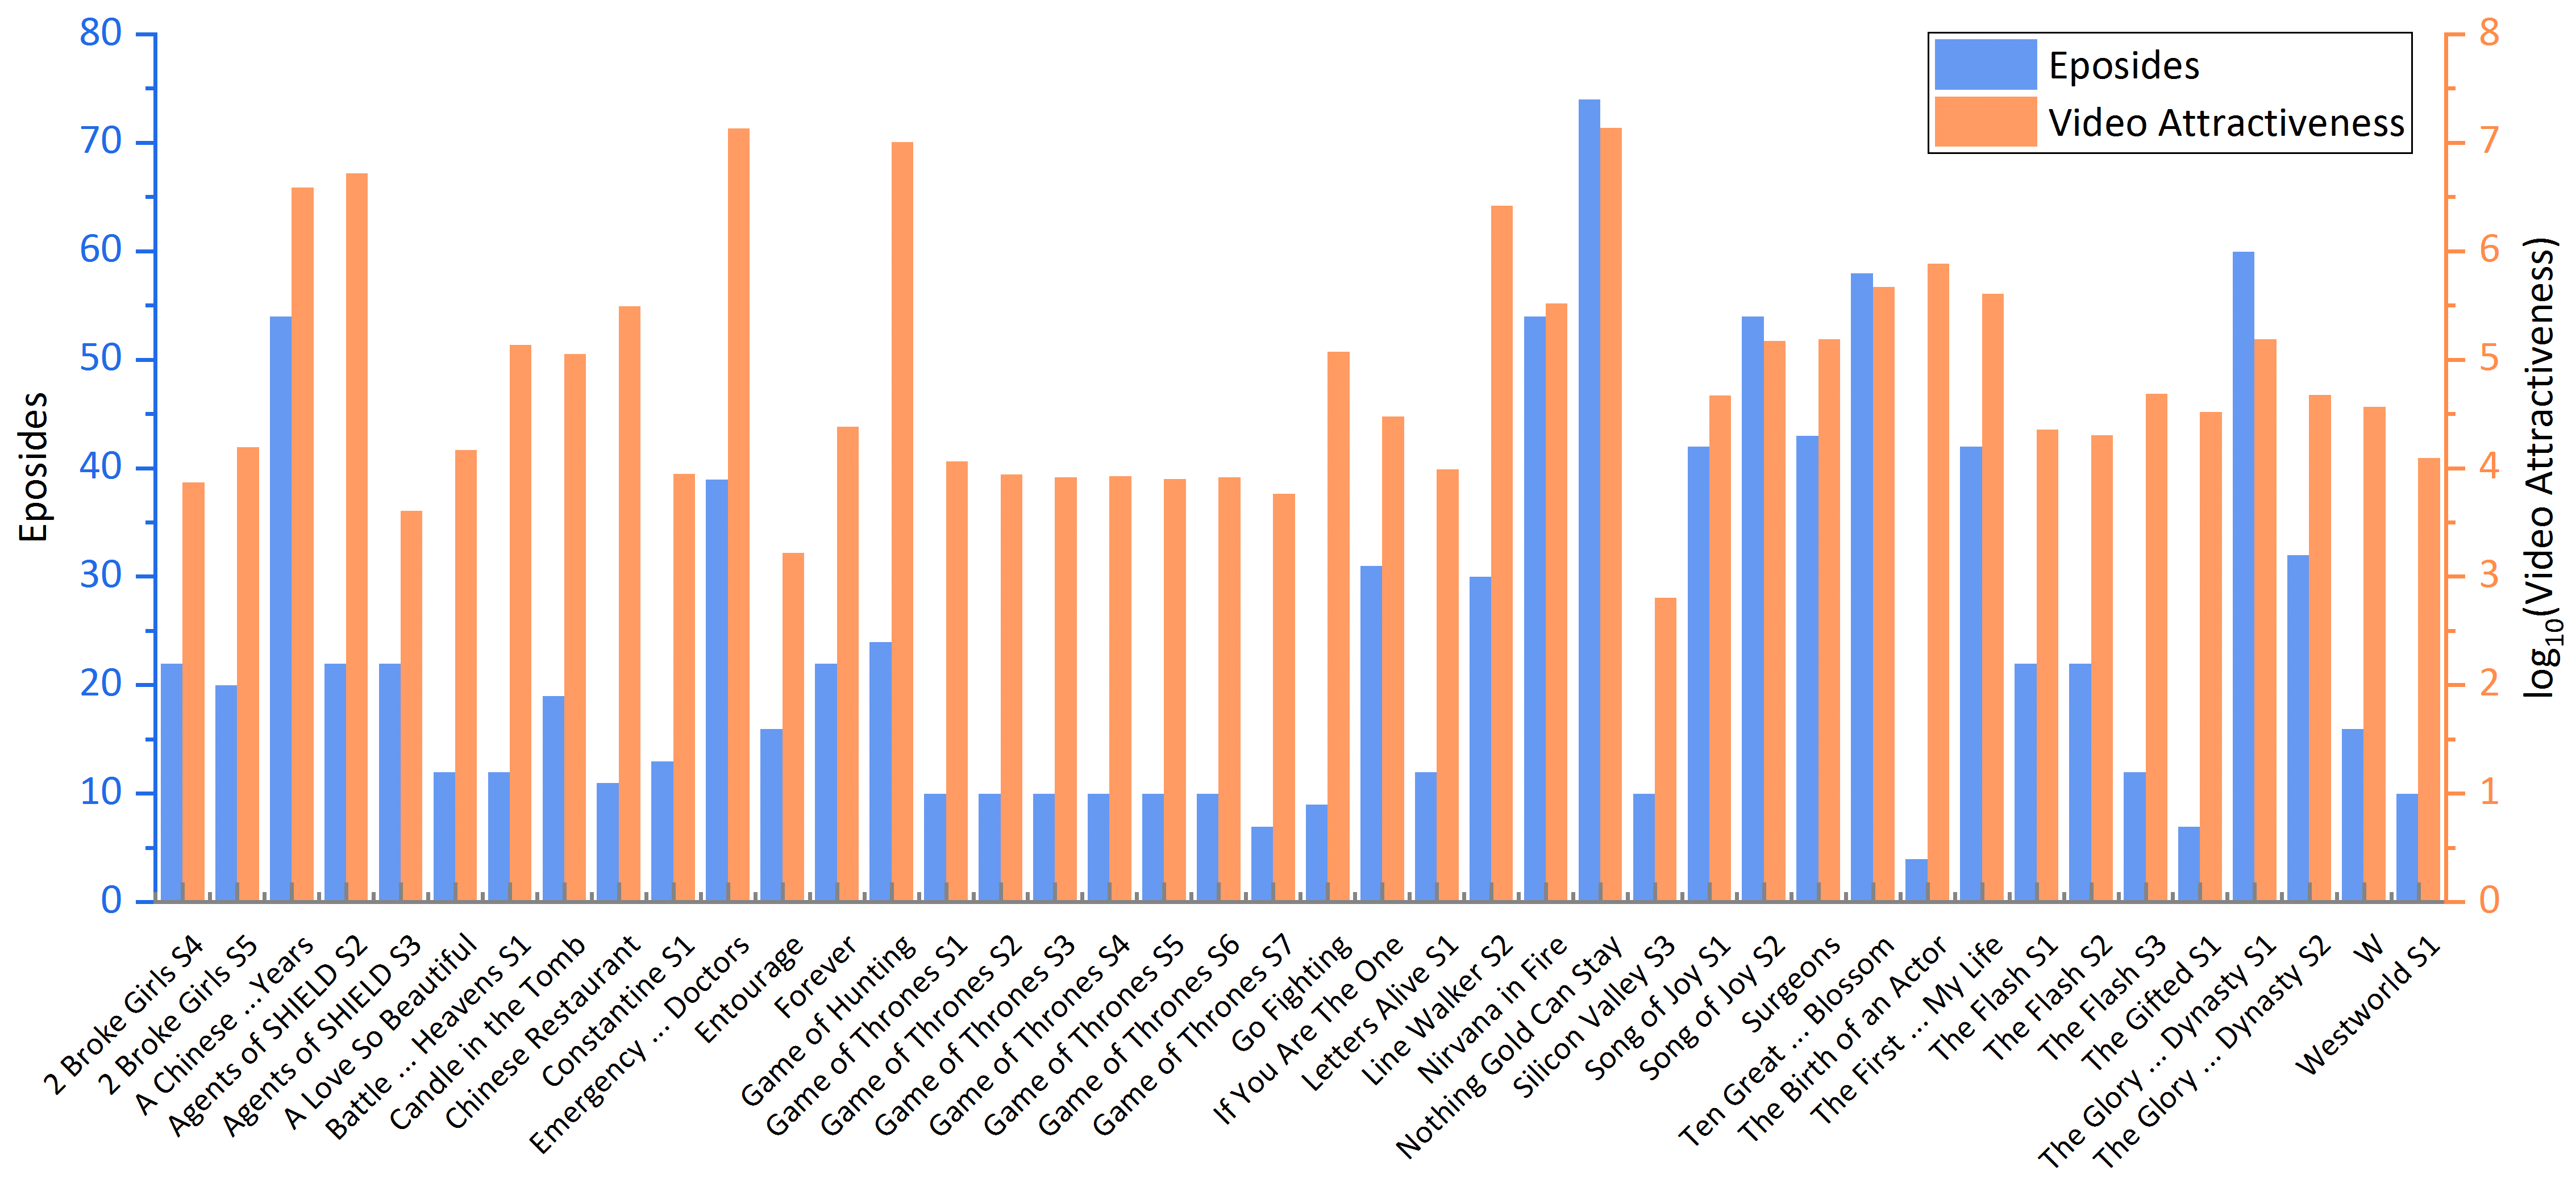 80
70
60
50
40
30
20
10
0
Eposides
Eposides
Video Attractiveness
8
7
6
5
4
3
2
1
0
log10(Video Attractiveness)
2 Broke Girls S4
2 Broke Girls S5
A Chinese ...Years
Agents of SHIELD S2
Agents of SHIELD S3
A Love So Beautiful
Battle ... Heavens S1
Candle in the Tomb
Chinese Restaurant
Constantine S1
Emergency ... Doctors
Entourage
Forever
Game of Hunting
Game of Thrones S1
Game of Thrones S2
Game of Thrones S3
Game of Thrones S4
Game of Thrones S5
Game of Thrones S6
Game of Thrones S7
Go Fighting
If You Are The One
Letters Alive S1
Line Walker S2
Nirvana in Fire
Nothing Gold Can Stay
Silicon Valley S3
Song of Joy S1
Song of Joy S2
Surgeons
Ten Great ... Blossom
The Birth of an Actor
The First ... My Life
The Flash S1
The Flash S2
The Flash S3
The Gifted S1
The Glory ... Dynasty S1
The Glory ... Dynasty S2
W
Westworld S1